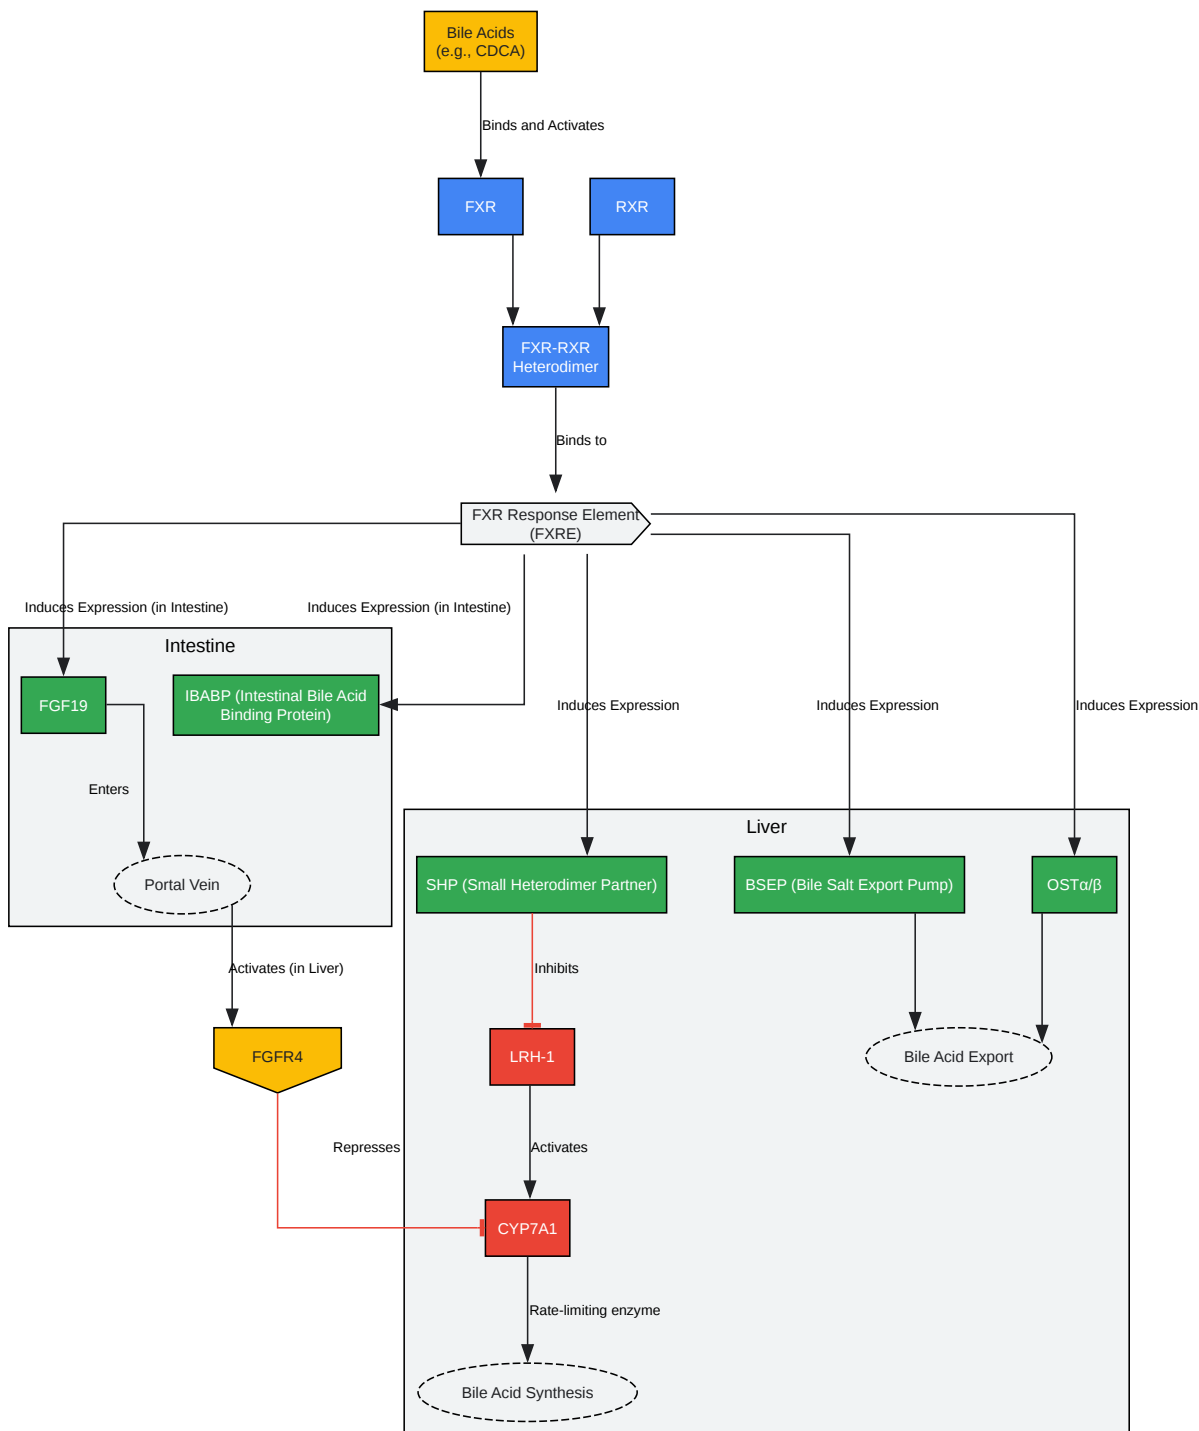 Bile Acids
(e.g., CDCA)
Binds and Activates
FXR
RXR
FXR-RXR
Heterodimer
Binds to
FXR Response Element
(FXRE)
Induces Expression (in Intestine)
Induces Expression (in Intestine)
Intestine
FGF19
IBABP (Intestinal Bile Acid
Binding Protein)
Induces Expression
Induces Expression
Induces Expression
Enters
Liver
Portal Vein
SHP (Small Heterodimer Partner)
BSEP (Bile Salt Export Pump)
OSTα/β
Activates (in Liver)
Inhibits
FGFR4
LRH-1
Bile Acid Export
Represses
Activates
CYP7A1
Rate-limiting enzyme
Bile Acid Synthesis